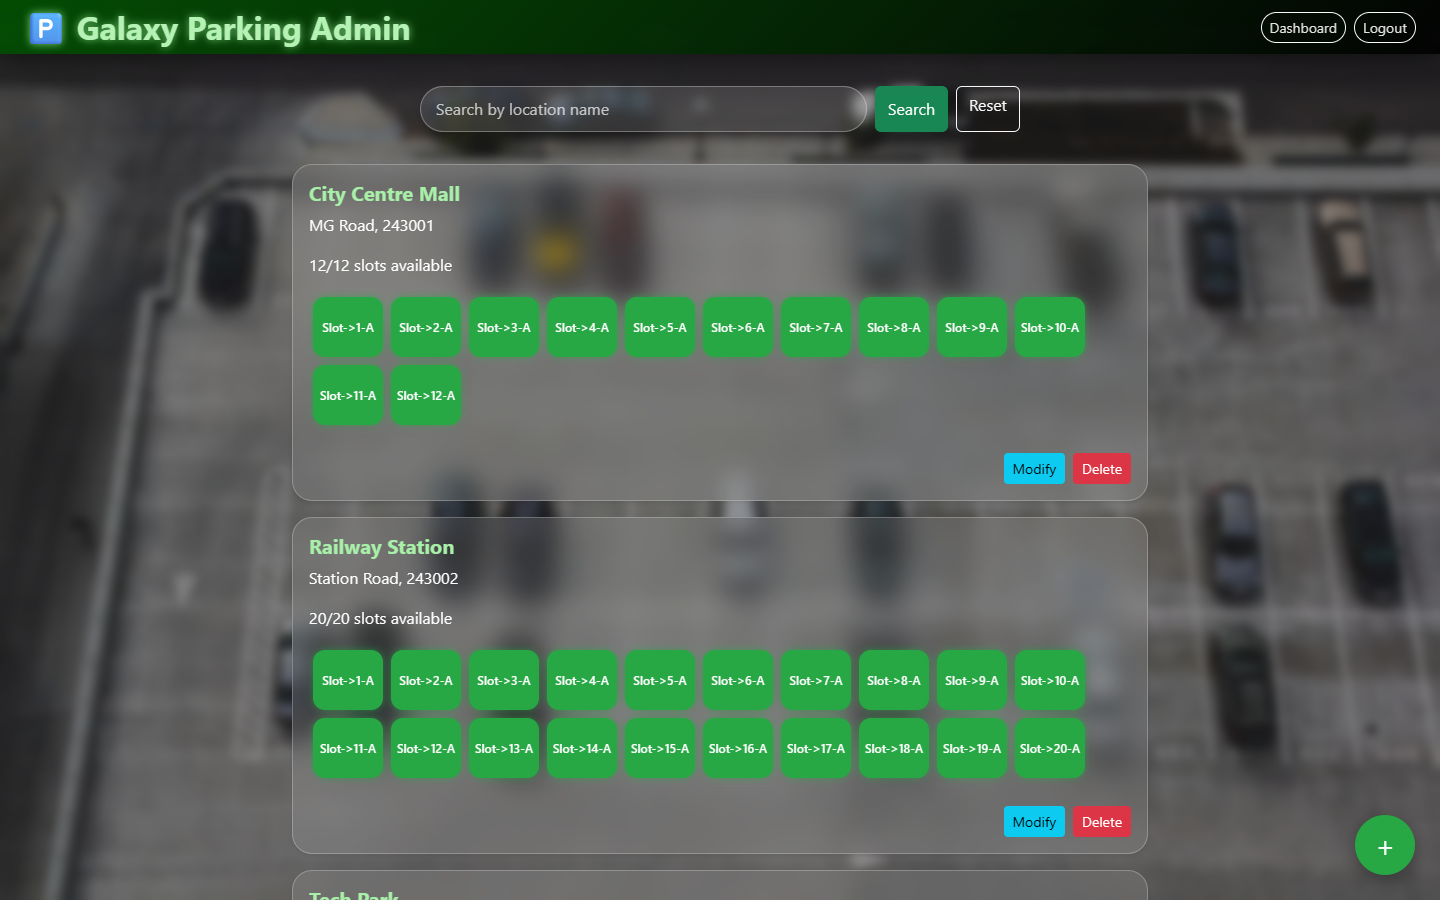 P Galaxy Parking Admin
Dashboard
Logout
Search by location name
Search
Reset
City Centre Mall
MG Road, 243001
12/12 slots available
Slot->1-A Slot->2-A Slot->3-A Slot->4-A Slot->5-A Slot->6-A Slot->7-A Slot->8-A Slot->9-A Slot->10-A
Slot->11-A Slot->12-A
Modify Delete
Railway Station
Station Road, 243002
20/20 slots available
Slot->1-A Slot->2-A Slot->3-A Slot->4-A Slot->5-A Slot->6-A Slot->7-A Slot->8-A Slot->9-A Slot->10-A
Slot->11-A Slot->12-A Slot->13-A Slot->14-A Slot->15-A Slot->16-A Slot->17-A Slot->18-A Slot->19-A Slot->20-A
Modify Delete
+
Tech Park